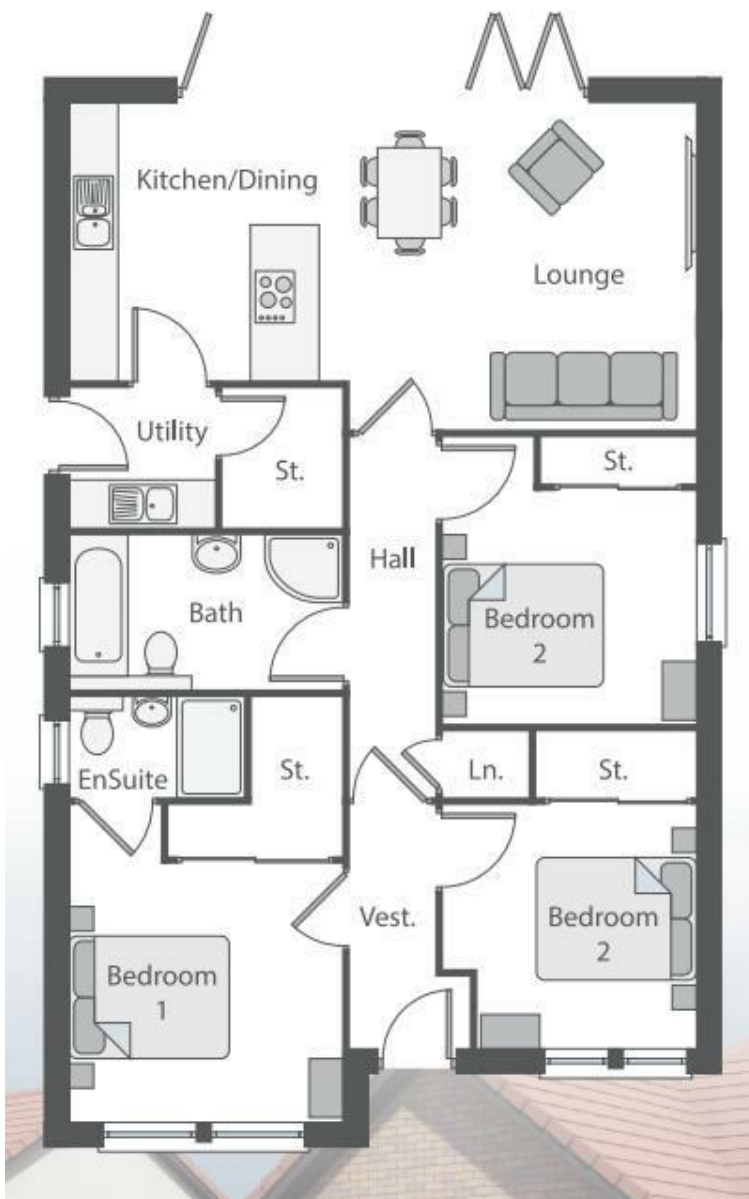 Kitchen/Dining
Lounge
Utility
St.
St.
Hall
Bath
Bedroom
2
EnSuite
St.
Ln.
St.
Vest.
Bedroom
1
Bedroom
2